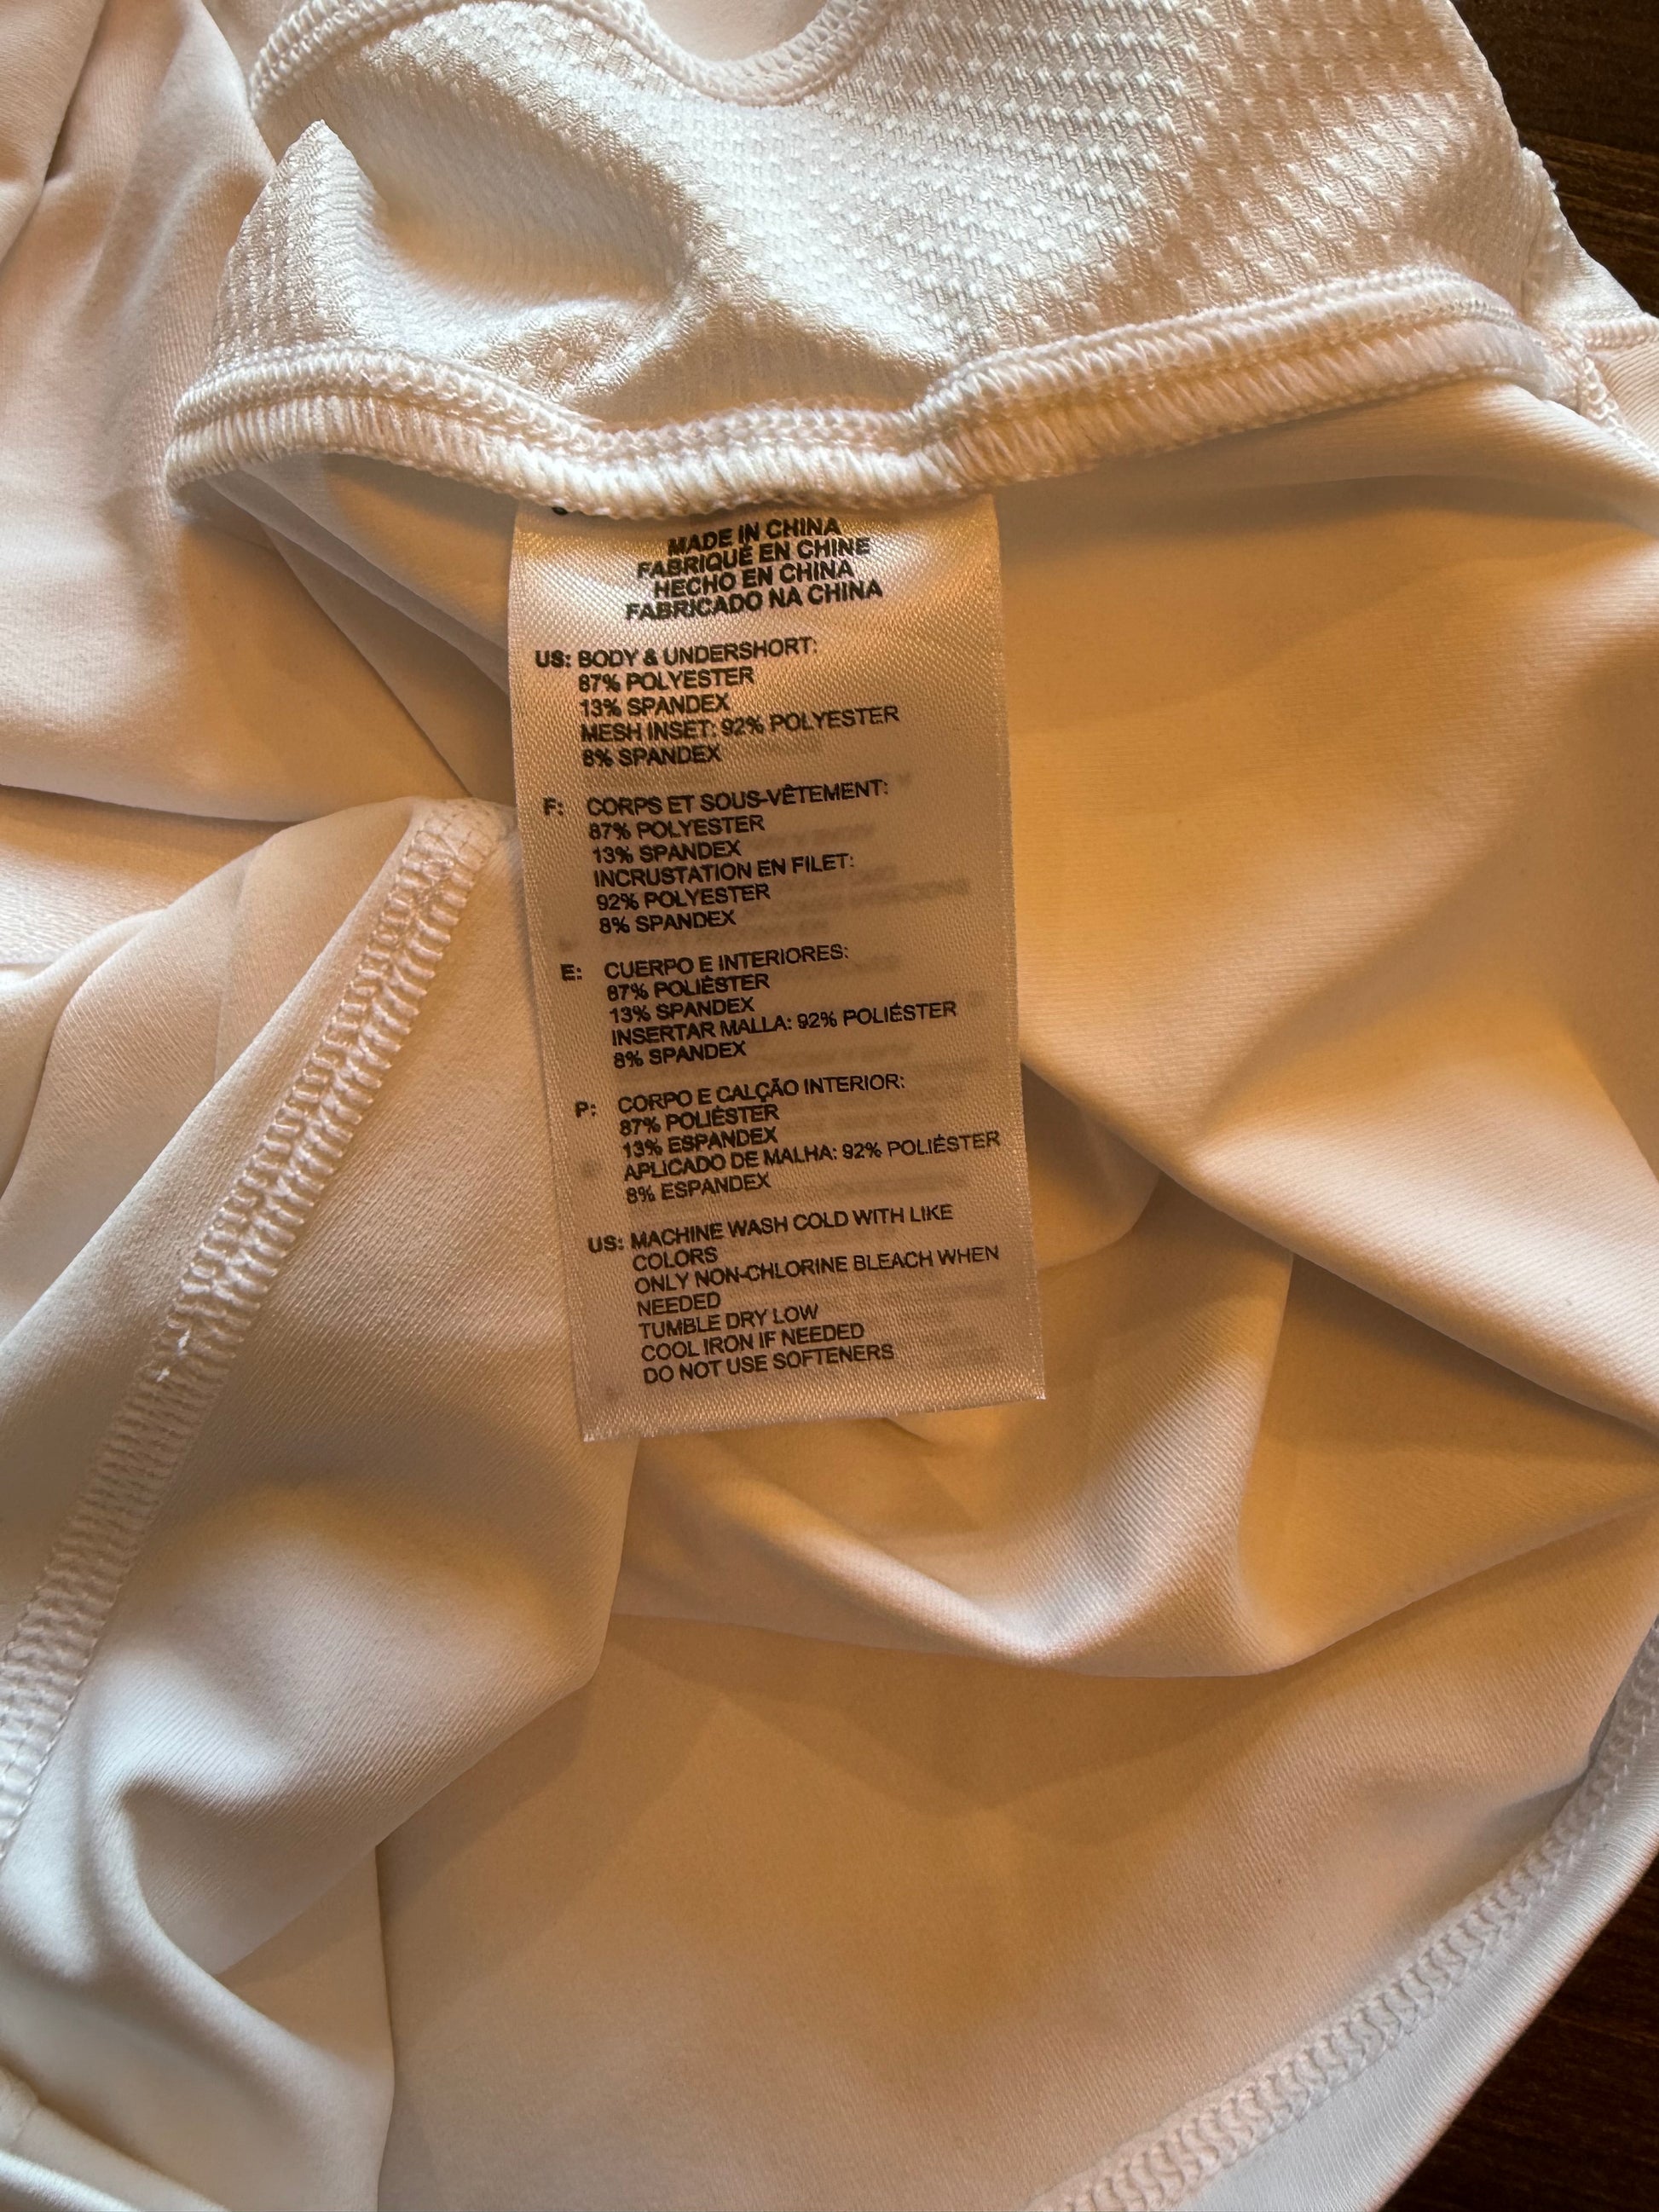 MADE IN CHINA
FABRIQUÉ EN CHINE
HECHO EN CHINA
FABRICADO NA CHINA
US: BODY & UNDERSHORT:
87% POLYESTER
13% SPANDEX
MESH INSET: 92% POLYESTER
8% SPANDEX
F: CORPS ET SOUS-VÊTEMENT:
87% POLYESTER
13% SPANDEX
INCRUSTATION EN FILET:
92% POLYESTER
8% SPANDEX
E: CUERPO E INTERIORES:
87% POLIÉSTER
13% SPANDEX
INSERTAR MALLA: 92% POLIÉSTER
8% SPANDEX
P: CORPO E CALÇÃO INTERIOR:
87% POLIÉSTER
13% ESPANDEX
APLICADO DE MALHA: 92% POLIÉSTER
8% ESPANDEX
US: MACHINE WASH COLD WITH LIKE
COLORS
ONLY NON-CHLORINE BLEACH WHEN
NEEDED
TUMBLE DRY LOW
COOL IRON IF NEEDED
DO NOT USE SOFTENERS